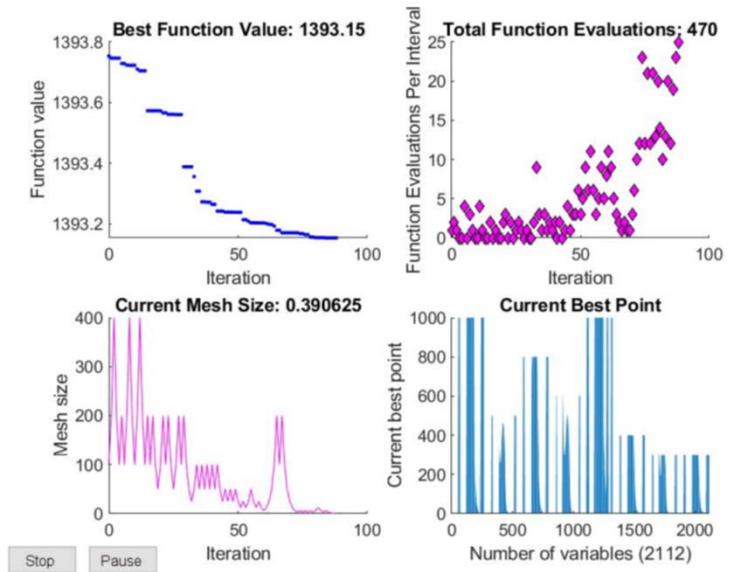 Best Function Value: 1393.15
Function value
1393.8
1393.6
1393.4
1393.2
0
50
100
Iteration
Total Function Evaluations: 470
Function Evaluations Per Interval
25
20
15
10
5
0
0
50
100
Iteration
Current Mesh Size: 0.390625
Mesh size
400
300
200
100
0
0
50
100
Iteration
Current Best Point
Current best point
1000
800
600
400
200
0
0
500
1000
1500
2000
Number of variables (2112)
Stop
Pause